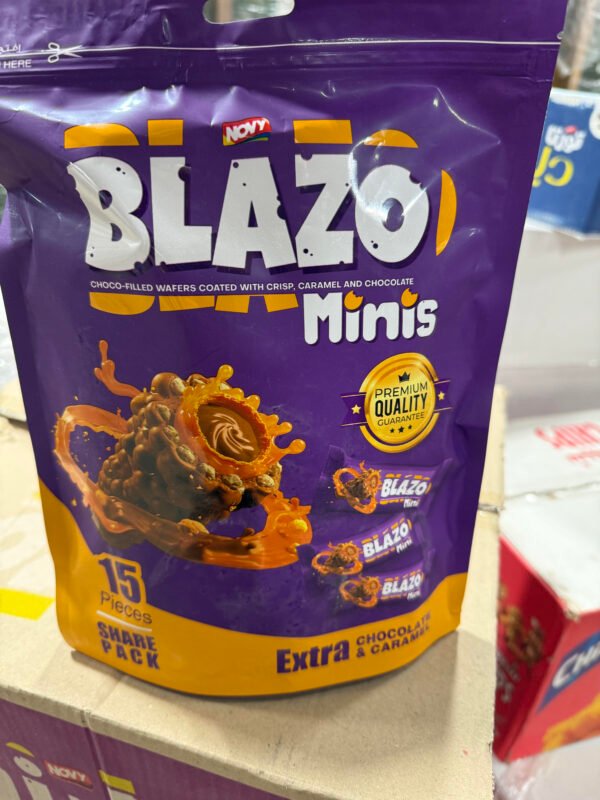 HERE
NOVY
BLAZO
CHOCO-FILLED WAFERS COATED WITH CRISP, CARAMEL AND CHOCOLATE
Minis
PREMIUM
QUALITY
GUARANTEE
BLAZO
Minis
BLAZO
Minis
BLAZO
Minis
15
Pieces
SHARE
PACK
Extra CHOCOLATE
& CARAMEL
NOVY